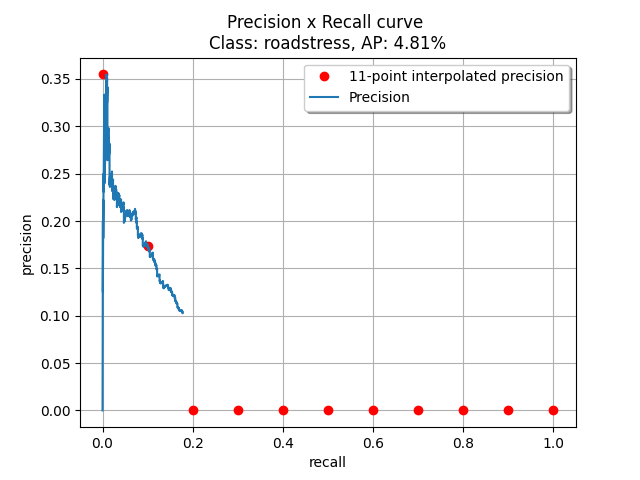 Precision x Recall curve
Class: roadstress, AP: 4.81%
11-point interpolated precision
Precision
precision
0.35
0.30
0.25
0.20
0.15
0.10
0.05
0.00
0.0 0.2 0.4 0.6 0.8 1.0
recall